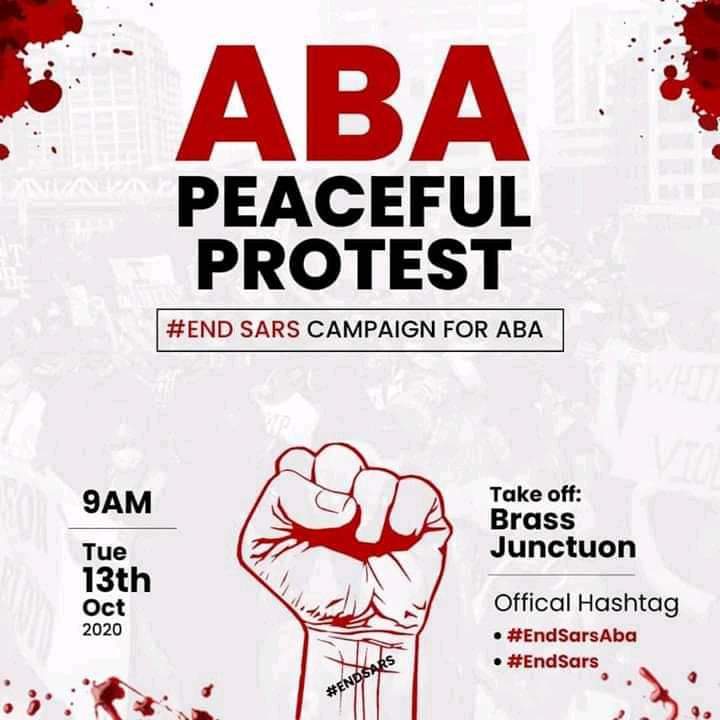 ABA
PEACEFUL
PROTEST
#END SARS CAMPAIGN FOR ABA
9AM
Tue
13th
Oct
2020
Take off:
Brass
Junctuon
Offical Hashtag
• #EndSarsAba
• #EndSars
#ENDSARS